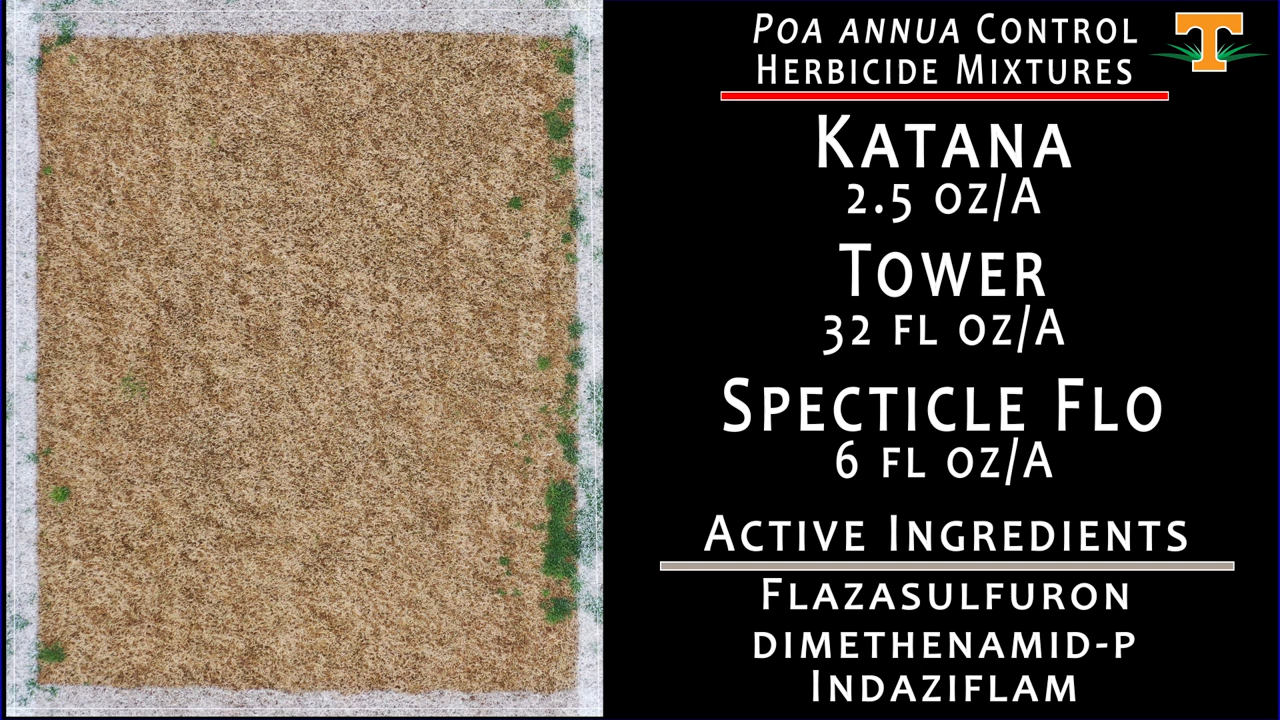 POA ANNUA CONTROL
HERBICIDE MIXTURES
T
KATANA
2.5 OZ/A
TOWER
32 FL OZ/A
SPECTICLE FLO
6 FL OZ/A
ACTIVE INGREDIENTS
FLAZASULFURON
DIMETHENAMID-P
INDAZIFLAM